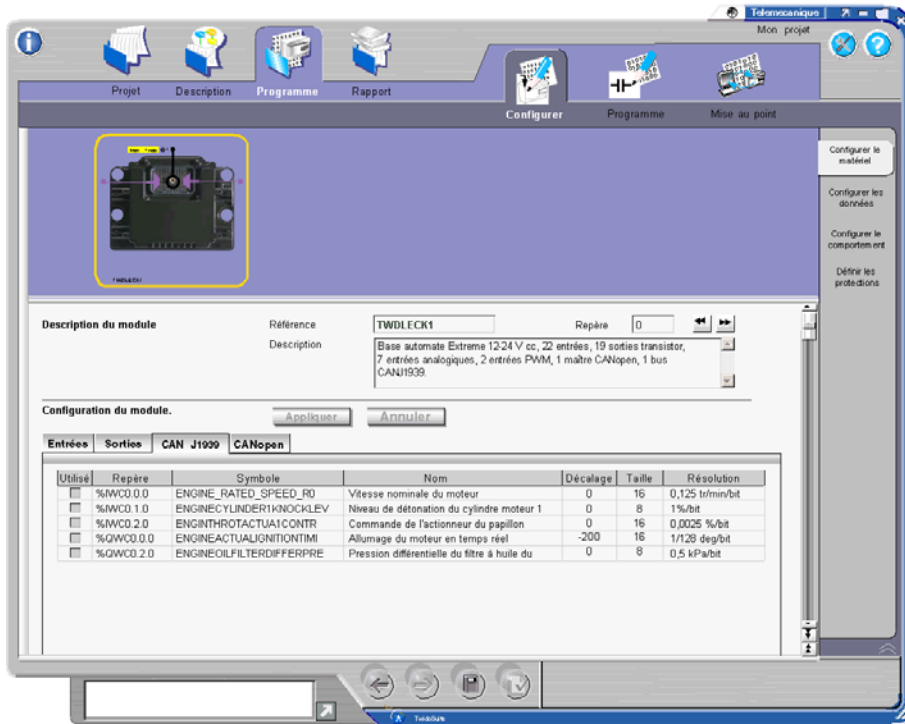 Telemecanique
Mon projet
Projet
Description
Programme
Rapport
Configurer
Programme
Mise au point
Configurer le
matériel
Configurer les
données
Configurer le
comportement
Définir les
protections
TWDLECK1
Description du module
Référence
TWDLECK1
Repère
0
Description
Base automate Extreme 12-24 V cc, 22 entrées, 19 sorties transistor,
7 entrées analogiques, 2 entrées PWM, 1 maître CANopen, 1 bus
CANJ1939.
Configuration du module.
Appliquer
Annuler
Entrées
Sorties
CAN J1939
CANopen
Utilisé Repère Symbole Nom Décalage Taille Résolution
%IWC0.0.0 ENGINE_RATED_SPEED_R0 Vitesse nominale du moteur 0 16 0,125 tr/min/bit
%IWC0.1.0 ENGINECYLINDER1KNOCKLEV Niveau de détonation du cylindre moteur 1 0 8 1%/bit
%IWC0.2.0 ENGINTHROTACTUA1CONTR Commande de l'actionneur du papillon 0 16 0,0025 %/bit
%QWC0.0.0 ENGINEACTUALIGNITIONTIMI Allumage du moteur en temps réel -200 16 1/128 deg/bit
%QWC0.2.0 ENGINEOILFILTERDIFFERPRE Pression différentielle du filtre à huile du 0 8 0,5 kPa/bit
TwidoSuite